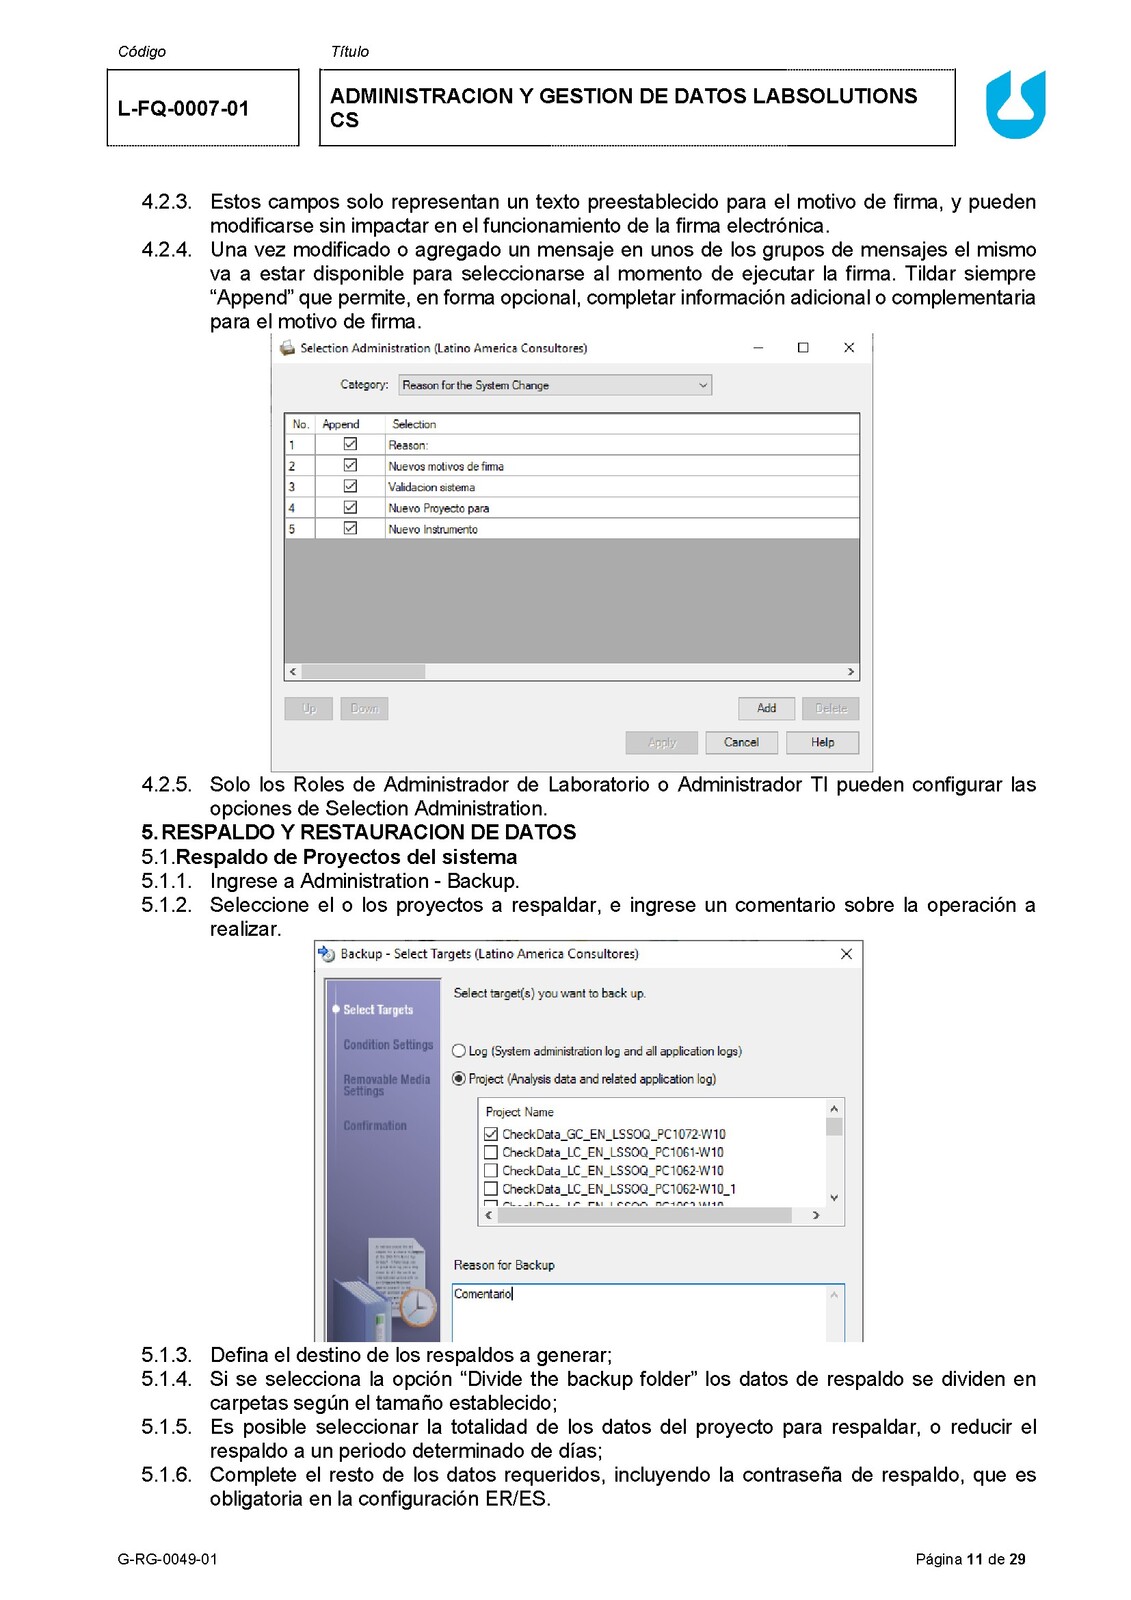 Código
Título
L-FQ-0007-01
ADMINISTRACION Y GESTION DE DATOS LABSOLUTIONS
CS
4.2.3. Estos campos solo representan un texto preestablecido para el motivo de firma, y pueden
modificarse sin impactar en el funcionamiento de la firma electrónica.
4.2.4. Una vez modificado o agregado un mensaje en unos de los grupos de mensajes el mismo
va a estar disponible para seleccionarse al momento de ejecutar la firma. Tildar siempre
“Append” que permite, en forma opcional, completar información adicional o complementaria
para el motivo de firma.
Selection Administration (Latino America Consultores)
Category: Reason for the System Change
No. Append Selection
1 Reason:
2 Nuevos motivos de firma
3 Validacion sistema
4 Nuevo Proyecto para
5 Nuevo Instrumento
Up Down Add Delete
Apply Cancel Help
4.2.5. Solo los Roles de Administrador de Laboratorio o Administrador TI pueden configurar las
opciones de Selection Administration.
5. RESPALDO Y RESTAURACION DE DATOS
5.1. Respaldo de Proyectos del sistema
5.1.1. Ingrese a Administration - Backup.
5.1.2. Seleccione el o los proyectos a respaldar, e ingrese un comentario sobre la operación a
realizar.
Backup - Select Targets (Latino America Consultores)
Select Targets
Condition Settings
Removable Media
Settings
Confirmation
Select target(s) you want to back up.
Log (System administration log and all application logs)
Project (Analysis data and related application log)
Project Name
CheckData_GC_EN_LSSOQ_PC1072-W10
CheckData_LC_EN_LSSOQ_PC1061-W10
CheckData_LC_EN_LSSOQ_PC1062-W10
CheckData_LC_EN_LSSOQ_PC1062-W10_1
Reason for Backup
Comentario
5.1.3. Defina el destino de los respaldos a generar;
5.1.4. Si se selecciona la opción “Divide the backup folder” los datos de respaldo se dividen en
carpetas según el tamaño establecido;
5.1.5. Es posible seleccionar la totalidad de los datos del proyecto para respaldar, o reducir el
respaldo a un periodo determinado de días;
5.1.6. Complete el resto de los datos requeridos, incluyendo la contraseña de respaldo, que es
obligatoria en la configuración ER/ES.
G-RG-0049-01
Página 11 de 29